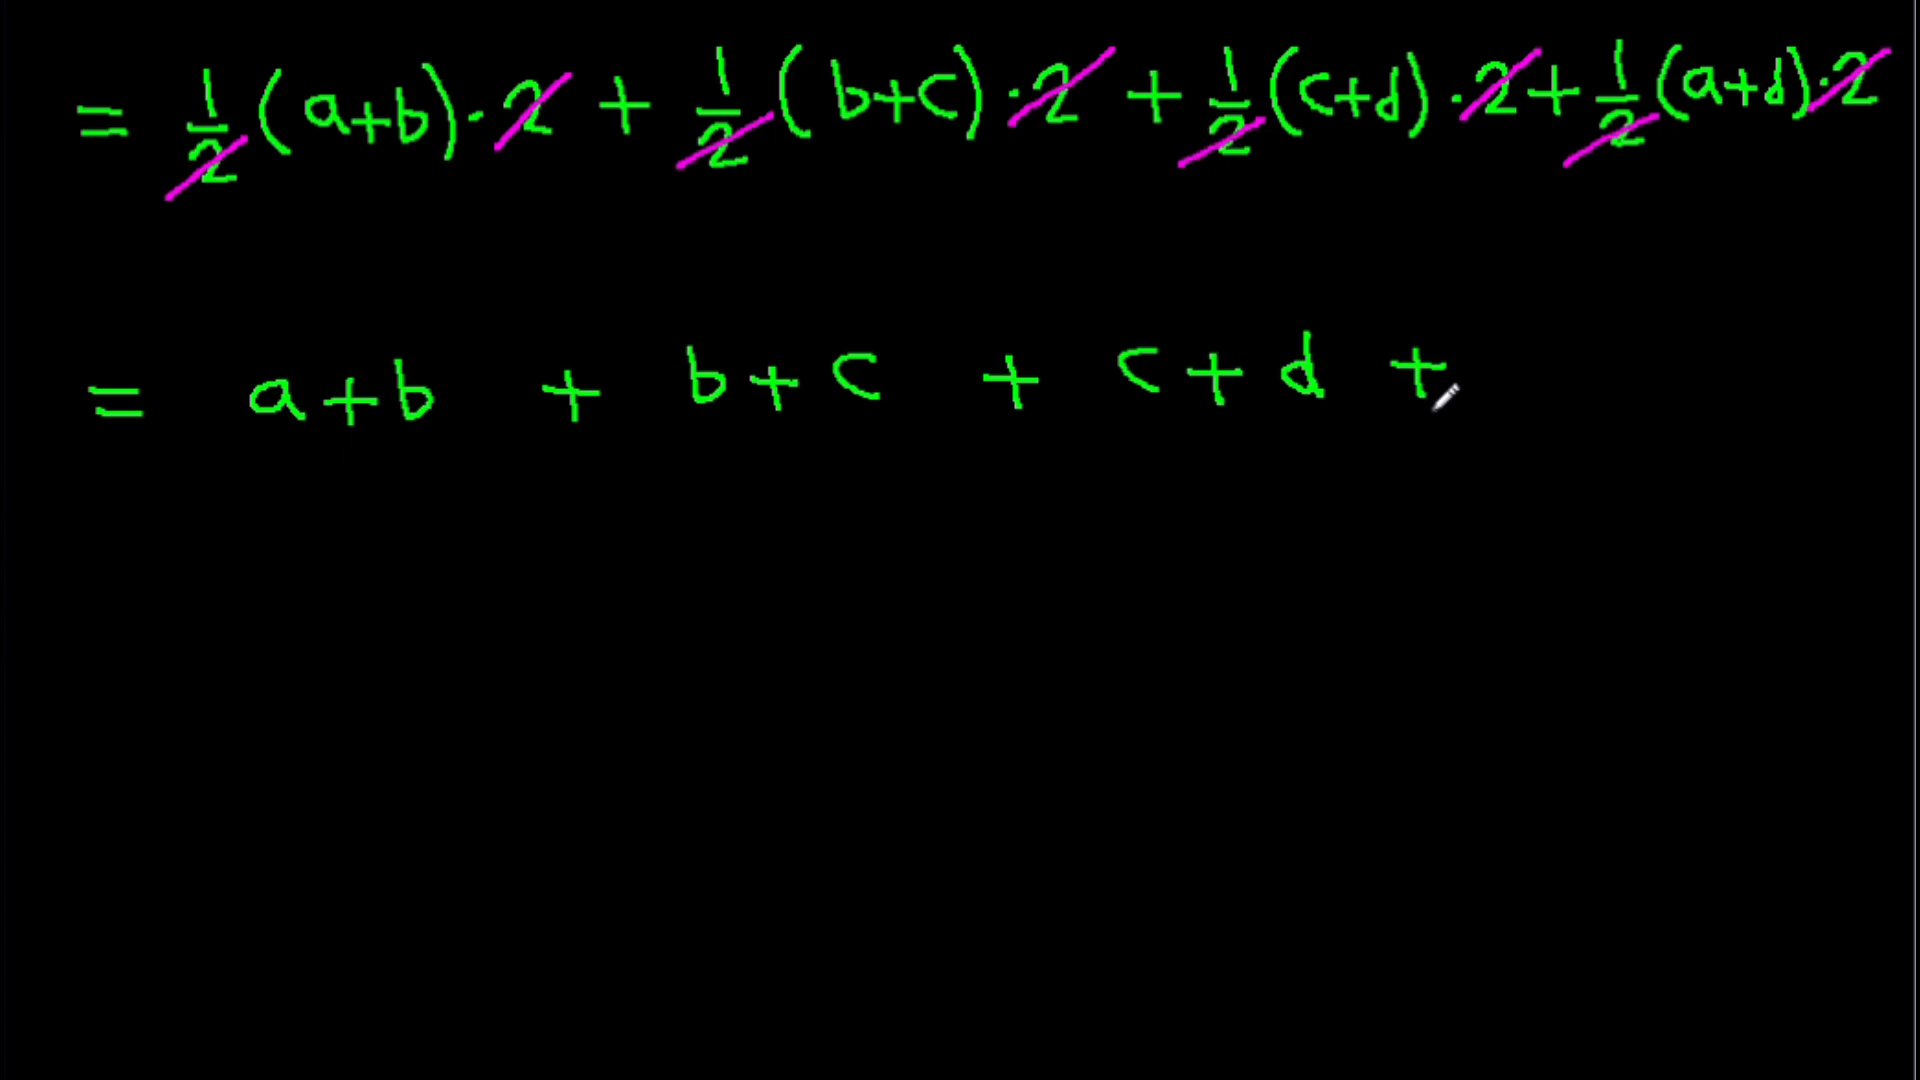 = 1/2 (a+b) · 2 + 1/2 (b+c) · 2 + 1/2 (c+d) · 2 + 1/2 (a+d) · 2
= a+b + b+c + c+d +